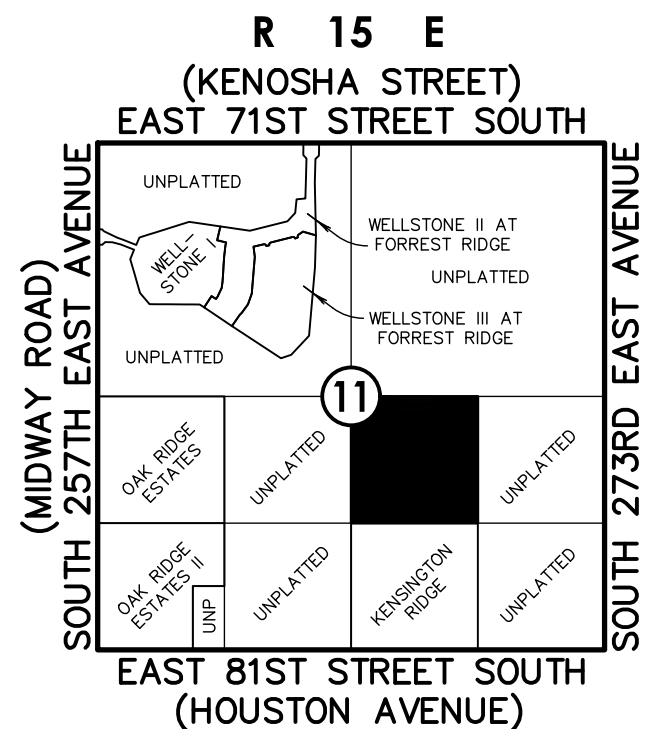 R 15 E
(KENOSHA STREET)
EAST 71ST STREET SOUTH
(MIDWAY ROAD)
SOUTH 257TH EAST AVENUE
SOUTH 273RD EAST AVENUE
UNPLATTED
WELL-
STONE I
WELLSTONE II AT
FORREST RIDGE
UNPLATTED
WELLSTONE III AT
FORREST RIDGE
UNPLATTED
11
OAK RIDGE
ESTATES
UNPLATTED
UNPLATTED
OAK RIDGE
ESTATES II
UNP
UNPLATTED
KENSINGTON
RIDGE
UNPLATTED
EAST 81ST STREET SOUTH
(HOUSTON AVENUE)